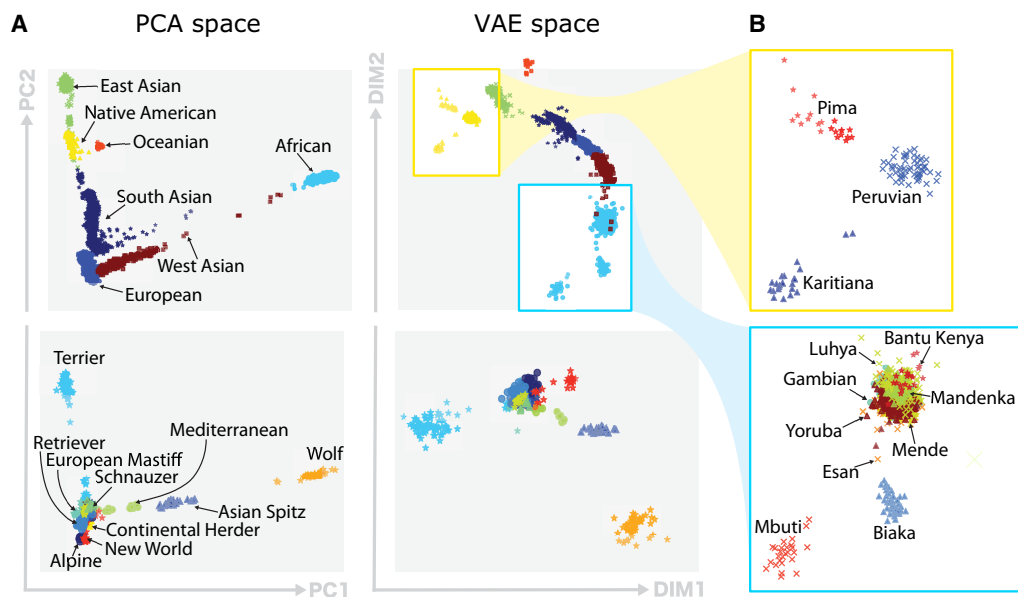 A
PCA space
VAE space
B
PC2
East Asian
Native American
Oceanian
African
South Asian
West Asian
European
DIM2
Pima
Peruvian
Karitiana
Terrier
Retriever
European Mastiff
Schnauzer
Mediterranean
Wolf
Asian Spitz
Continental Herder
New World
Alpine
PC1
DIM1
Luhya
Bantu Kenya
Gambian
Mandenka
Yoruba
Mende
Esan
Biaka
Mbuti